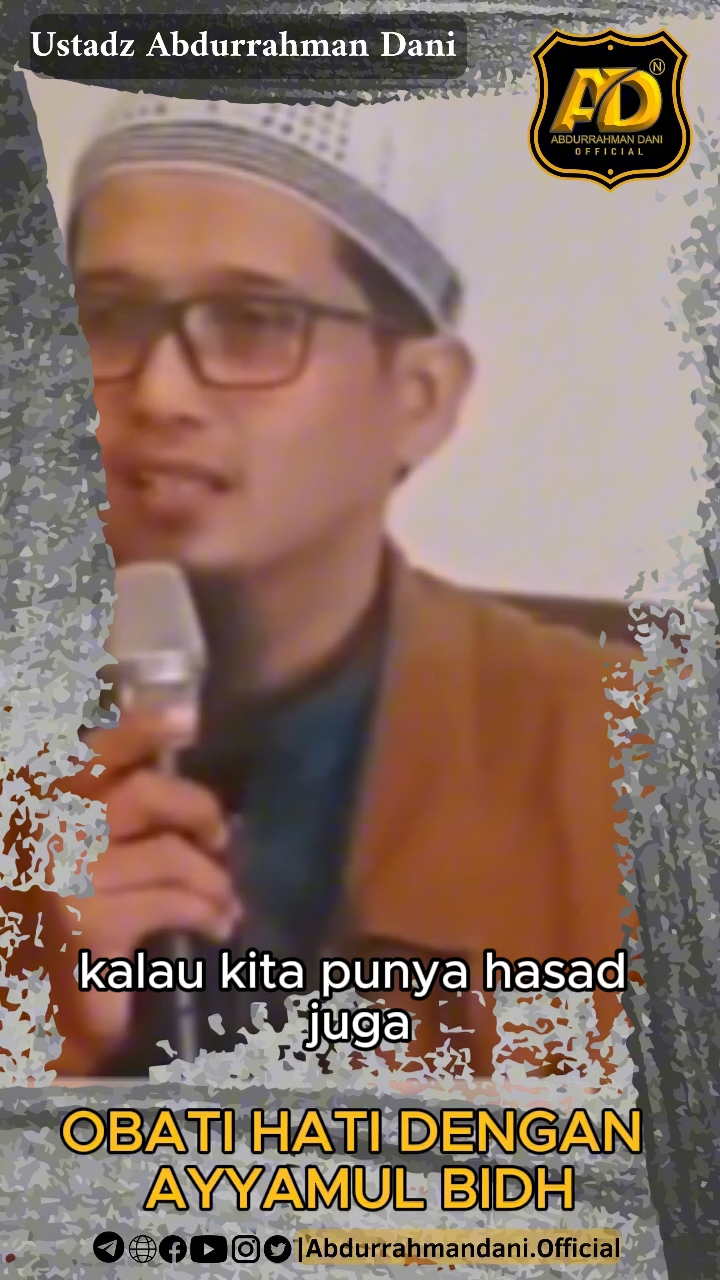 Ustadz Abdurrahman Dani
AD
N
ABDURRAHMAN DANI
OFFICIAL
kalau kita punya hasad
juga
OBATI HATI DENGAN
AYYAMUL BIDH
|Abdurrahmandani.Official